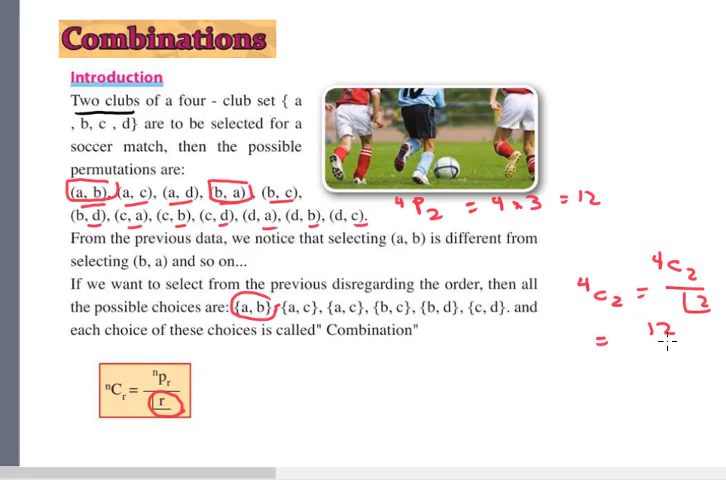 Combinations
Introduction
Two clubs of a four - club set { a
, b, c , d} are to be selected for a
soccer match, then the possible
permutations are:
(a, b), (a, c), (a, d), (b, a), (b, c),
(b, d), (c, a), (c, b), (c, d), (d, a), (d, b), (d, c).
⁴P₂ = 4 × 3 = 12
From the previous data, we notice that selecting (a, b) is different from
selecting (b, a) and so on...
If we want to select from the previous disregarding the order, then all
the possible choices are: {a, b}, {a, c}, {a, c}, {b, c}, {b, d}, {c, d}. and
each choice of these choices is called" Combination"
⁴C₂ = ⁴C₂ / |2
= 12
ⁿCᵣ = ⁿPᵣ / |r